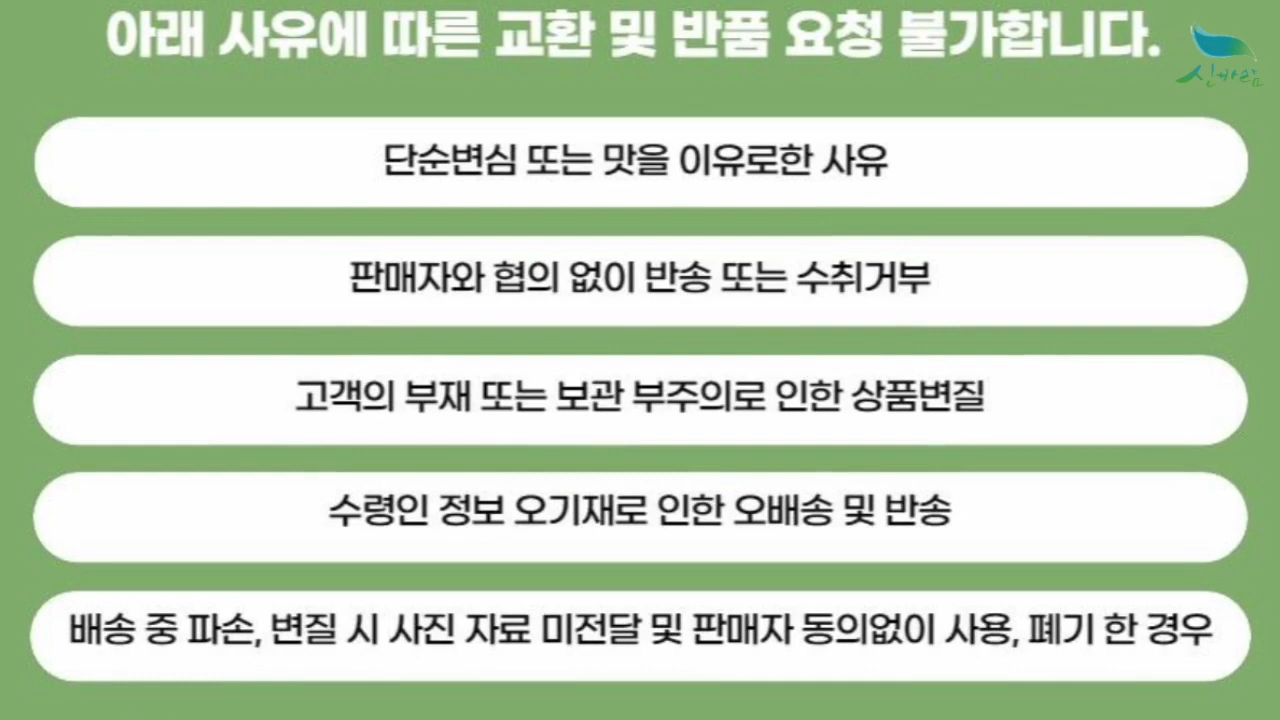 아래 사유에 따른 교환 및 반품 요청 불가합니다.
신바람
단순변심 또는 맛을 이유로한 사유
판매자와 협의 없이 반송 또는 수취거부
고객의 부재 또는 보관 부주의로 인한 상품변질
수령인 정보 오기재로 인한 오배송 및 반송
배송 중 파손, 변질 시 사진 자료 미전달 및 판매자 동의없이 사용, 폐기 한 경우